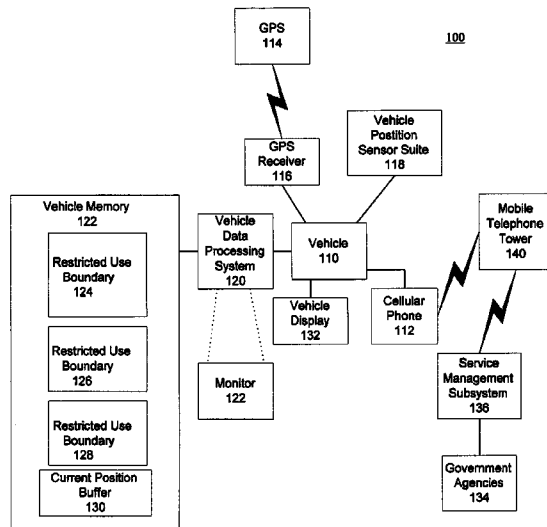 GPS
114
100
GPS
Receiver
116
Vehicle
Postition
Sensor Suite
118
Vehicle Memory
122
Restricted Use
Boundary
124
Restricted Use
Boundary
126
Restricted Use
Boundary
128
Current Position
Buffer
130
Vehicle
Data
Processing
System
120
Vehicle
110
Vehicle
Display
132
Monitor
122
Cellular
Phone
112
Mobile
Telephone
Tower
140
Service
Management
Subsystem
136
Government
Agencies
134